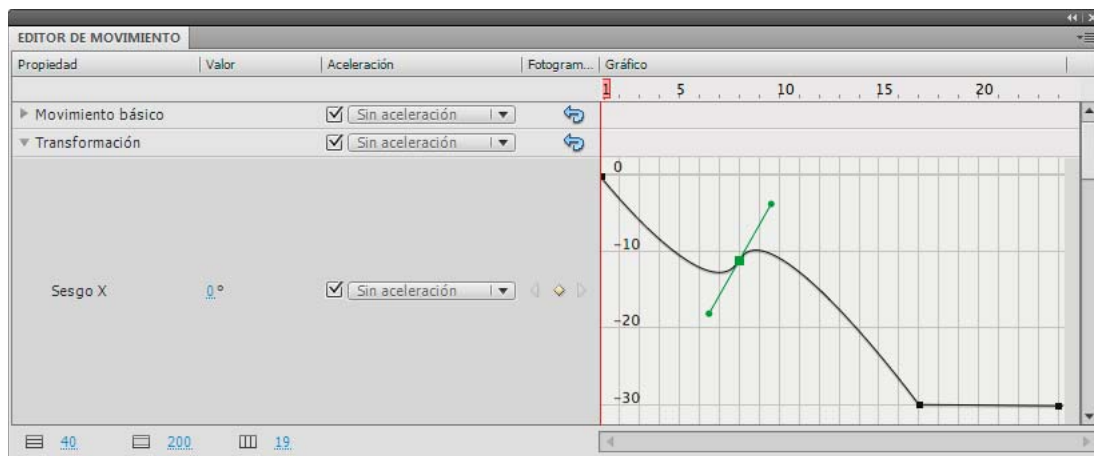 EDITOR DE MOVIMIENTO
Propiedad Valor Aceleración Fotogram... Gráfico
1 5 10 15 20
Movimiento básico Sin aceleración
Transformación Sin aceleración
0
-10
Sesgo X 0 ° Sin aceleración
-20
-30
40 200 19